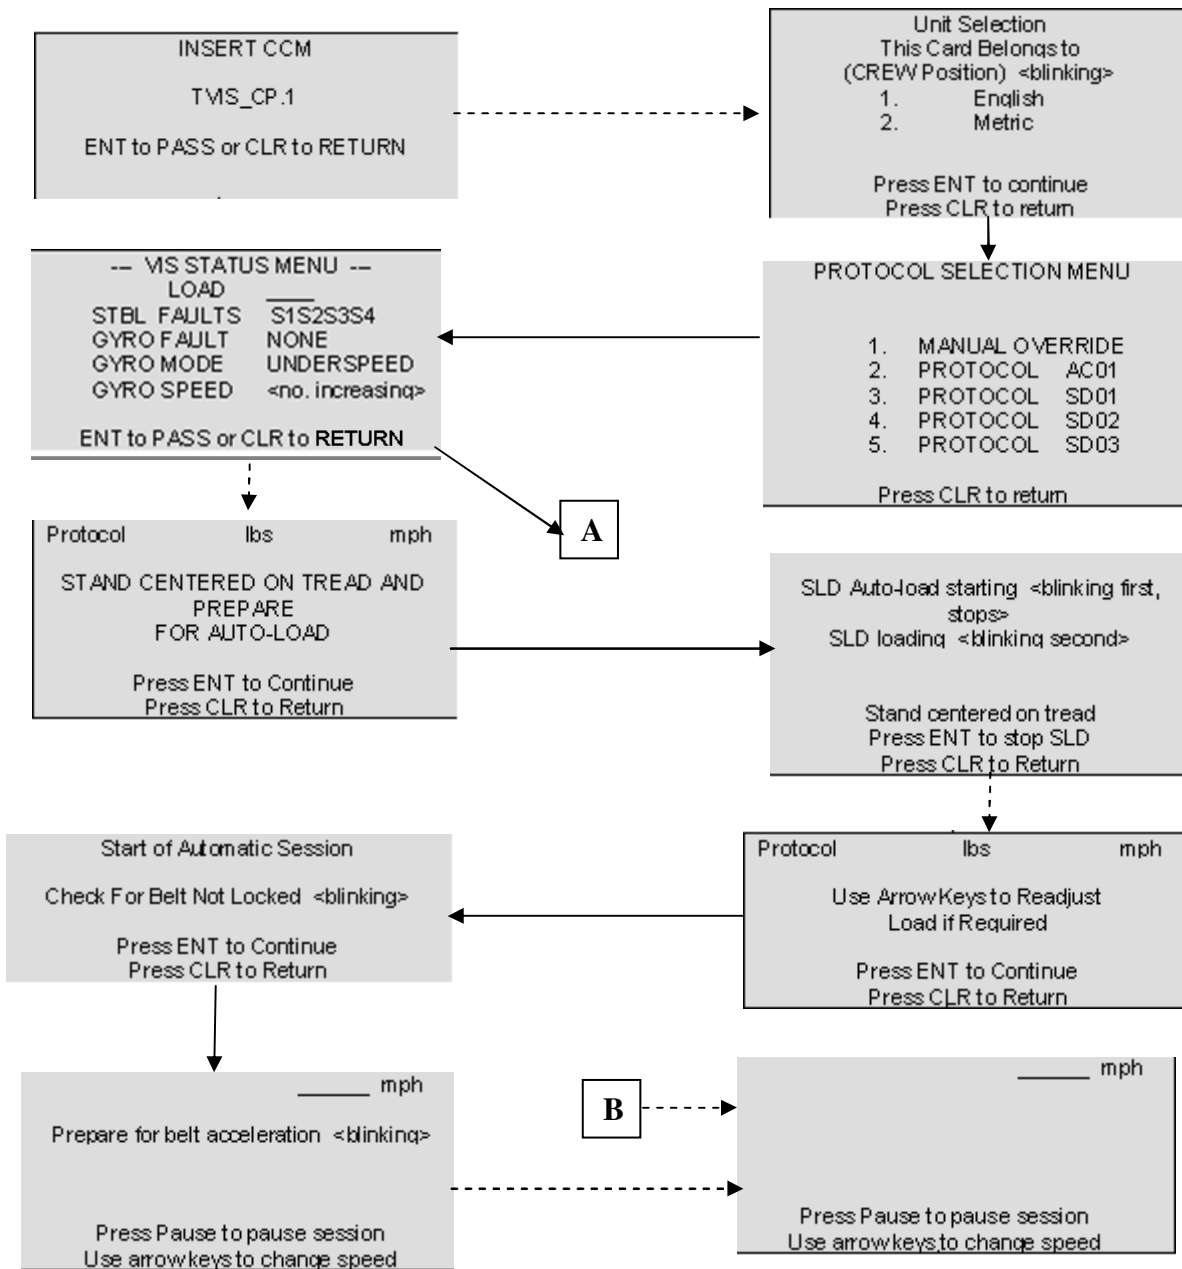 INSERT CCM
TVIS_CP.1
ENT to PASS or CLR to RETURN
Unit Selection
This Card Belongs to
(CREW Position) <blinking>
1. English
2. Metric
Press ENT to continue
Press CLR to return
--- VIS STATUS MENU ---
LOAD ____
STBL FAULTS S1S2S3S4
GYRO FAULT NONE
GYRO MODE UNDERSPEED
GYRO SPEED <no. increasing>
ENT to PASS or CLR to RETURN
PROTOCOL SELECTION MENU
1. MANUAL OVERRIDE
2. PROTOCOL AC01
3. PROTOCOL SD01
4. PROTOCOL SD02
5. PROTOCOL SD03
Press CLR to return
A
Protocol lbs mph
STAND CENTERED ON TREAD AND
PREPARE
FOR AUTO-LOAD
Press ENT to Continue
Press CLR to Return
SLD Auto-load starting <blinking first,
stops>
SLD loading <blinking second>
Stand centered on tread
Press ENT to stop SLD
Press CLR to Return
Start of Automatic Session
Check For Belt Not Locked <blinking>
Press ENT to Continue
Press CLR to Return
Protocol lbs mph
Use Arrow Keys to Readjust
Load if Required
Press ENT to Continue
Press CLR to Return
______ mph
Prepare for belt acceleration <blinking>
Press Pause to pause session
Use arrow keys to change speed
B
______ mph
Press Pause to pause session
Use arrow keys to change speed